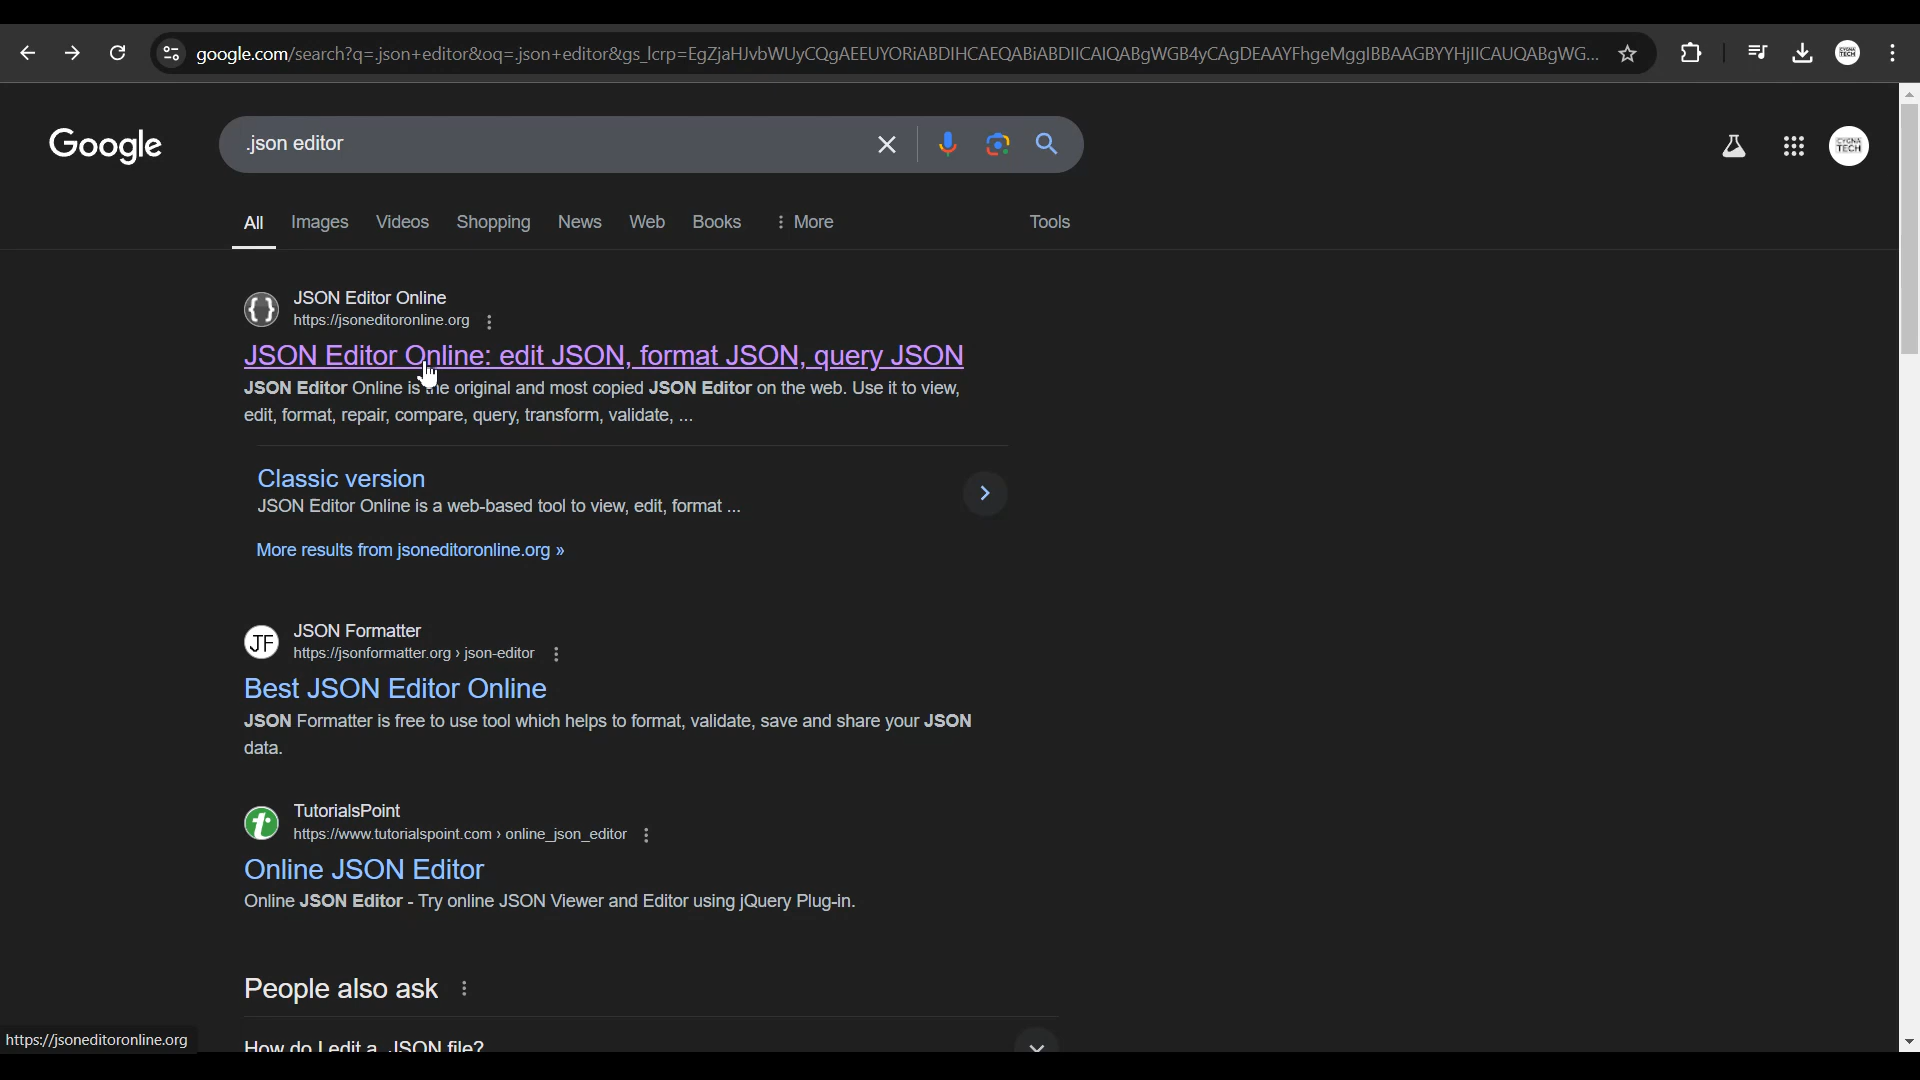 google.com/search?q=.json+editor&oq=.json+editor&gs_lcrp=EgZjaHJvbWUyCQgAEEUYORiABDIHCAEQABiABDIICAIQABgWGB4yCAgDEAAYFhgeMggIBBAAGBYYHjIICAUQABgWG...
Google
.json editor
CYGNA
TECH
All Images Videos Shopping News Web Books More Tools
JSON Editor Online
https://jsoneditoronline.org
JSON Editor Online: edit JSON, format JSON, query JSON
JSON Editor Online is the original and most copied JSON Editor on the web. Use it to view,
edit, format, repair, compare, query, transform, validate, ...
Classic version
JSON Editor Online is a web-based tool to view, edit, format ...
More results from jsoneditoronline.org »
JF
JSON Formatter
https://jsonformatter.org › json-editor
Best JSON Editor Online
JSON Formatter is free to use tool which helps to format, validate, save and share your JSON
data.
TutorialsPoint
https://www.tutorialspoint.com › online_json_editor
Online JSON Editor
Online JSON Editor - Try online JSON Viewer and Editor using jQuery Plug-in.
People also ask
How do I edit a .JSON file?
https://jsoneditoronline.org